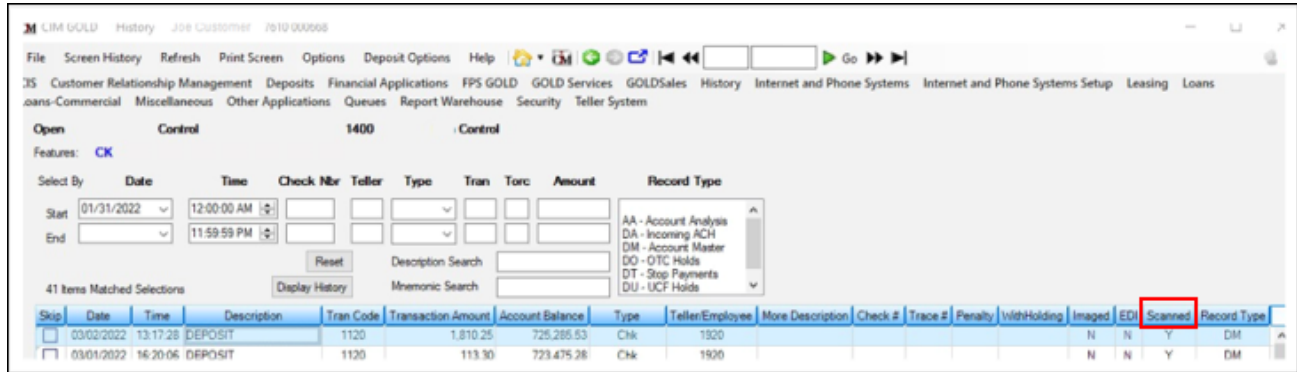 CIM GOLD History Joe Customer 7610 000668
File Screen History Refresh Print Screen Options Deposit Options Help Go
CIS Customer Relationship Management Deposits Financial Applications FPS GOLD GOLD Services GOLDSales History Internet and Phone Systems Internet and Phone Systems Setup Leasing Loans
Loans-Commercial Miscellaneous Other Applications Queues Report Warehouse Security Teller System
Open Control 1400 Control
Features: CK
Select By Date Time Check Nbr Teller Type Tran Torc Amount Record Type
Start 01/31/2022 12:00:00 AM
End 11:59:59 PM
AA - Account Analysis
DA - Incoming ACH
DM - Account Master
DO - OTC Holds
DT - Stop Payments
DU - UCF Holds
Reset Description Search
41 Items Matched Selections Display History Mnemonic Search
Skip Date Time Description Tran Code Transaction Amount Account Balance Type Teller/Employee More Description Check # Trace # Penalty WithHolding Imaged EDI Scanned Record Type
03/02/2022 13:17:28 DEPOSIT 1120 1,810.25 725,285.53 Chk 1920 N N Y DM
03/01/2022 16:20:06 DEPOSIT 1120 113.30 723,475.28 Chk 1920 N N Y DM